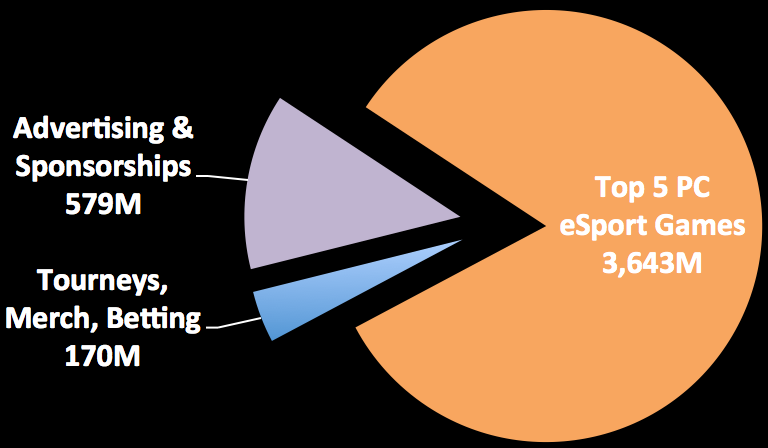 Advertising &
Sponsorships
579M
Top 5 PC
eSport Games
3,643M
Tourneys,
Merch, Betting
170M